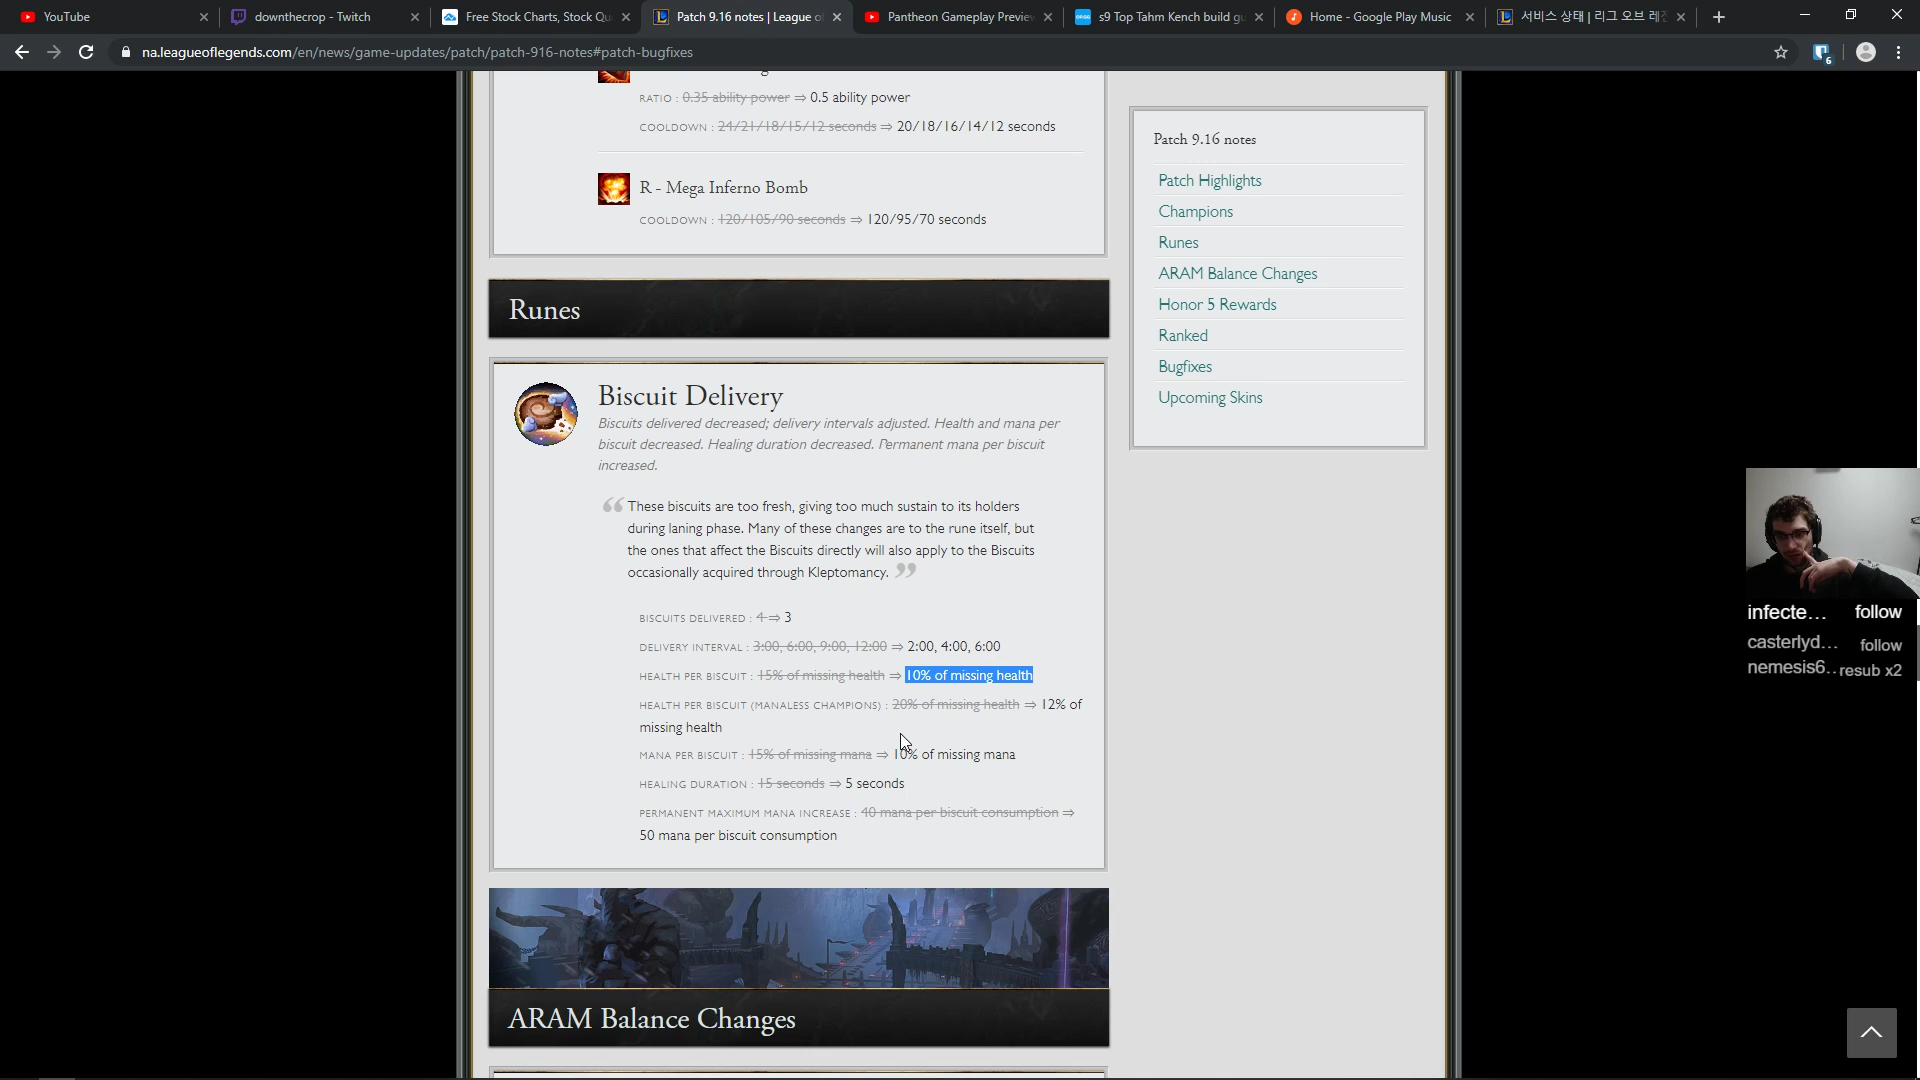 YouTube
downthecrop - Twitch
Free Stock Charts, Stock Qu
Patch 9.16 notes | League o
Pantheon Gameplay Preview
s9 Top Tahm Kench build gu
Home - Google Play Music
서비스 상태 | 리그 오브 레전
na.leagueoflegends.com/en/news/game-updates/patch/patch-916-notes#patch-bugfixes
6
RATIO : 0.35 ability power ⇒ 0.5 ability power
COOLDOWN : 24/21/18/15/12 seconds ⇒ 20/18/16/14/12 seconds
R - Mega Inferno Bomb
COOLDOWN : 120/105/90 seconds ⇒ 120/95/70 seconds
Runes
Biscuit Delivery
Biscuits delivered decreased; delivery intervals adjusted. Health and mana per
biscuit decreased. Healing duration decreased. Permanent mana per biscuit
increased.
“ These biscuits are too fresh, giving too much sustain to its holders
during laning phase. Many of these changes are to the rune itself, but
the ones that affect the Biscuits directly will also apply to the Biscuits
occasionally acquired through Kleptomancy. ”
BISCUITS DELIVERED : 4 ⇒ 3
DELIVERY INTERVAL : 3:00, 6:00, 9:00, 12:00 ⇒ 2:00, 4:00, 6:00
HEALTH PER BISCUIT : 15% of missing health ⇒ 10% of missing health
HEALTH PER BISCUIT (MANALESS CHAMPIONS) : 20% of missing health ⇒ 12% of
missing health
MANA PER BISCUIT : 15% of missing mana ⇒ 10% of missing mana
HEALING DURATION : 15 seconds ⇒ 5 seconds
PERMANENT MAXIMUM MANA INCREASE : 40 mana per biscuit consumption ⇒
50 mana per biscuit consumption
ARAM Balance Changes
Patch 9.16 notes
Patch Highlights
Champions
Runes
ARAM Balance Changes
Honor 5 Rewards
Ranked
Bugfixes
Upcoming Skins
infecte... follow
casterlyd... follow
nemesis6.. resub x2